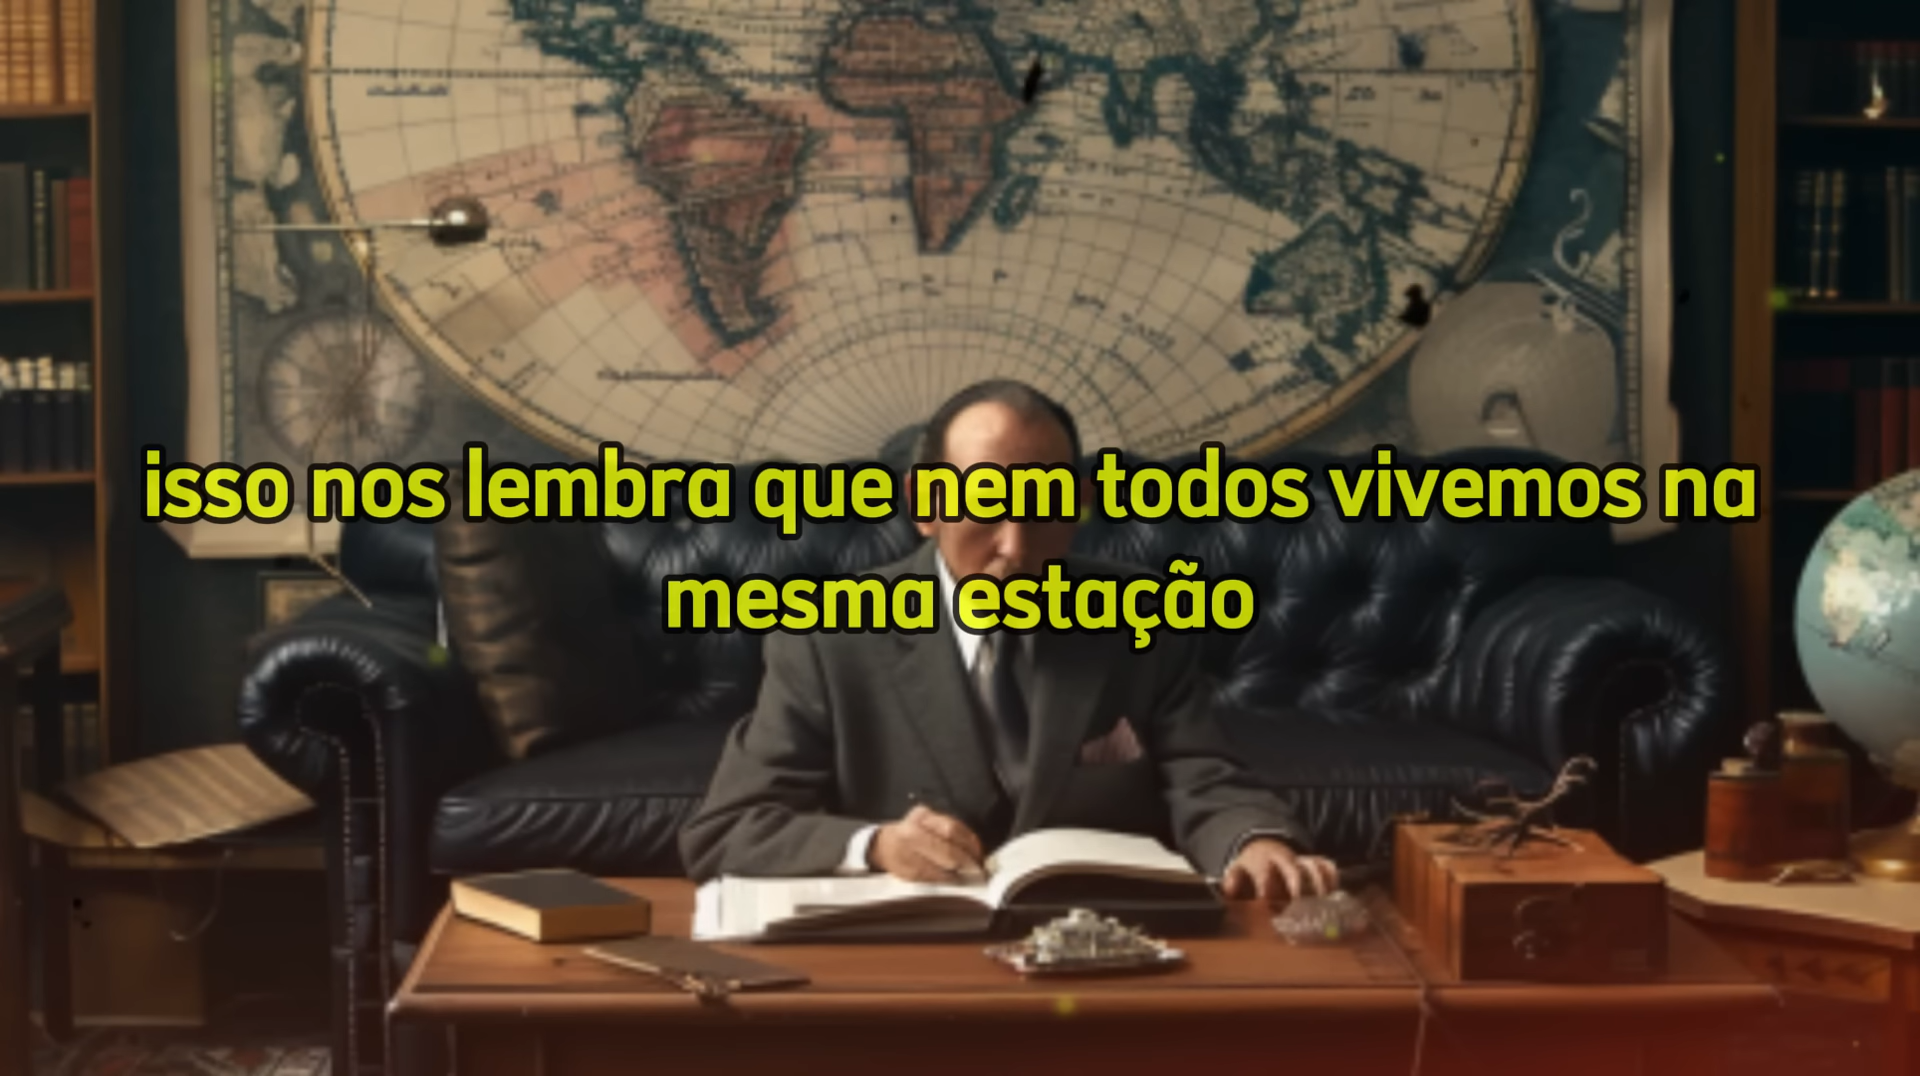 isso nos lembra que nem todos vivemos na
mesma estação